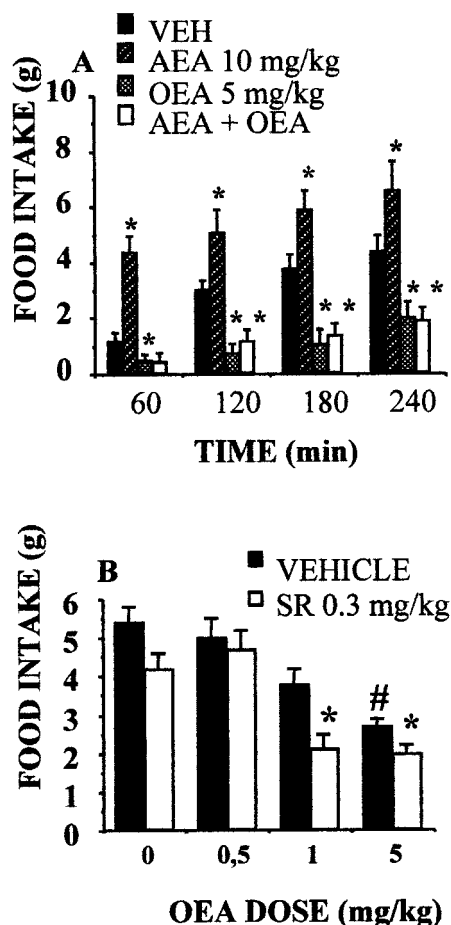 VEH
A AEA 10 mg/kg
OEA 5 mg/kg
AEA + OEA
FOOD INTAKE (g)
10
8
6
4
2
0
* * * *
* * * * * * *
60 120 180 240
TIME (min)
B VEHICLE
SR 0.3 mg/kg
FOOD INTAKE (g)
6
5
4
3
2
1
0
* # *
0 0,5 1 5
OEA DOSE (mg/kg)